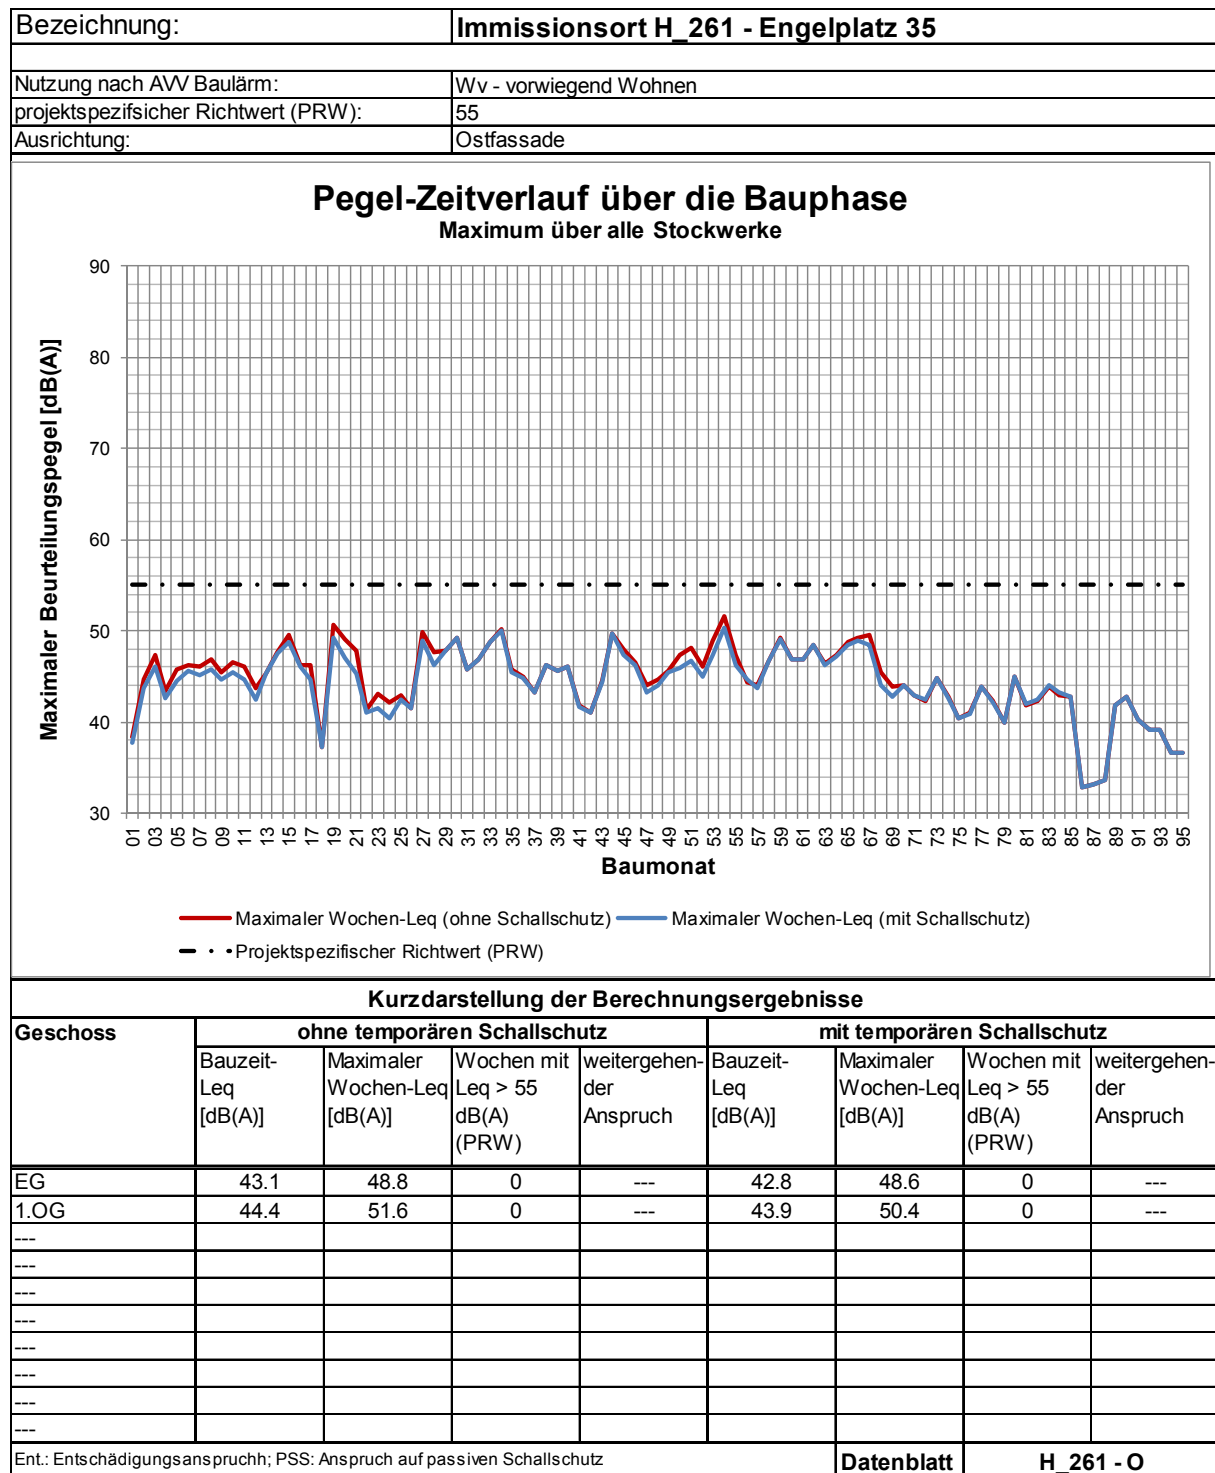 Bezeichnung: Immissionsort H_261 - Engelplatz 35
Nutzung nach AVV Baulärm: Wv - vorwiegend Wohnen
projektspezifsicher Richtwert (PRW): 55
Ausrichtung: Ostfassade
Pegel-Zeitverlauf über die Bauphase
Maximum über alle Stockwerke
Maximaler Beurteilungspegel [dB(A)]
90
80
70
60
50
40
30
01 03 05 07 09 11 13 15 17 19 21 23 25 27 29 31 33 35 37 39 41 43 45 47 49 51 53 55 57 59 61 63 65 67 69 71 73 75 77 79 81 83 85 87 89 91 93 95
Baumonat
Maximaler Wochen-Leq (ohne Schallschutz) Maximaler Wochen-Leq (mit Schallschutz)
Projektspezifischer Richtwert (PRW)
Kurzdarstellung der Berechnungsergebnisse
Geschoss ohne temporären Schallschutz mit temporären Schallschutz
Bauzeit- Maximaler Wochen mit weitergehen- Bauzeit- Maximaler Wochen mit weitergehen-
Leq Wochen-Leq Leq > 55 der Leq Wochen-Leq Leq > 55 der
[dB(A)] [dB(A)] dB(A) Anspruch [dB(A)] [dB(A)] dB(A) Anspruch
(PRW) (PRW)
EG 43.1 48.8 0 --- 42.8 48.6 0 ---
1.OG 44.4 51.6 0 --- 43.9 50.4 0 ---
---
---
---
---
---
---
---
---
Ent.: Entschädigungsanspruchh; PSS: Anspruch auf passiven Schallschutz Datenblatt H_261 - O